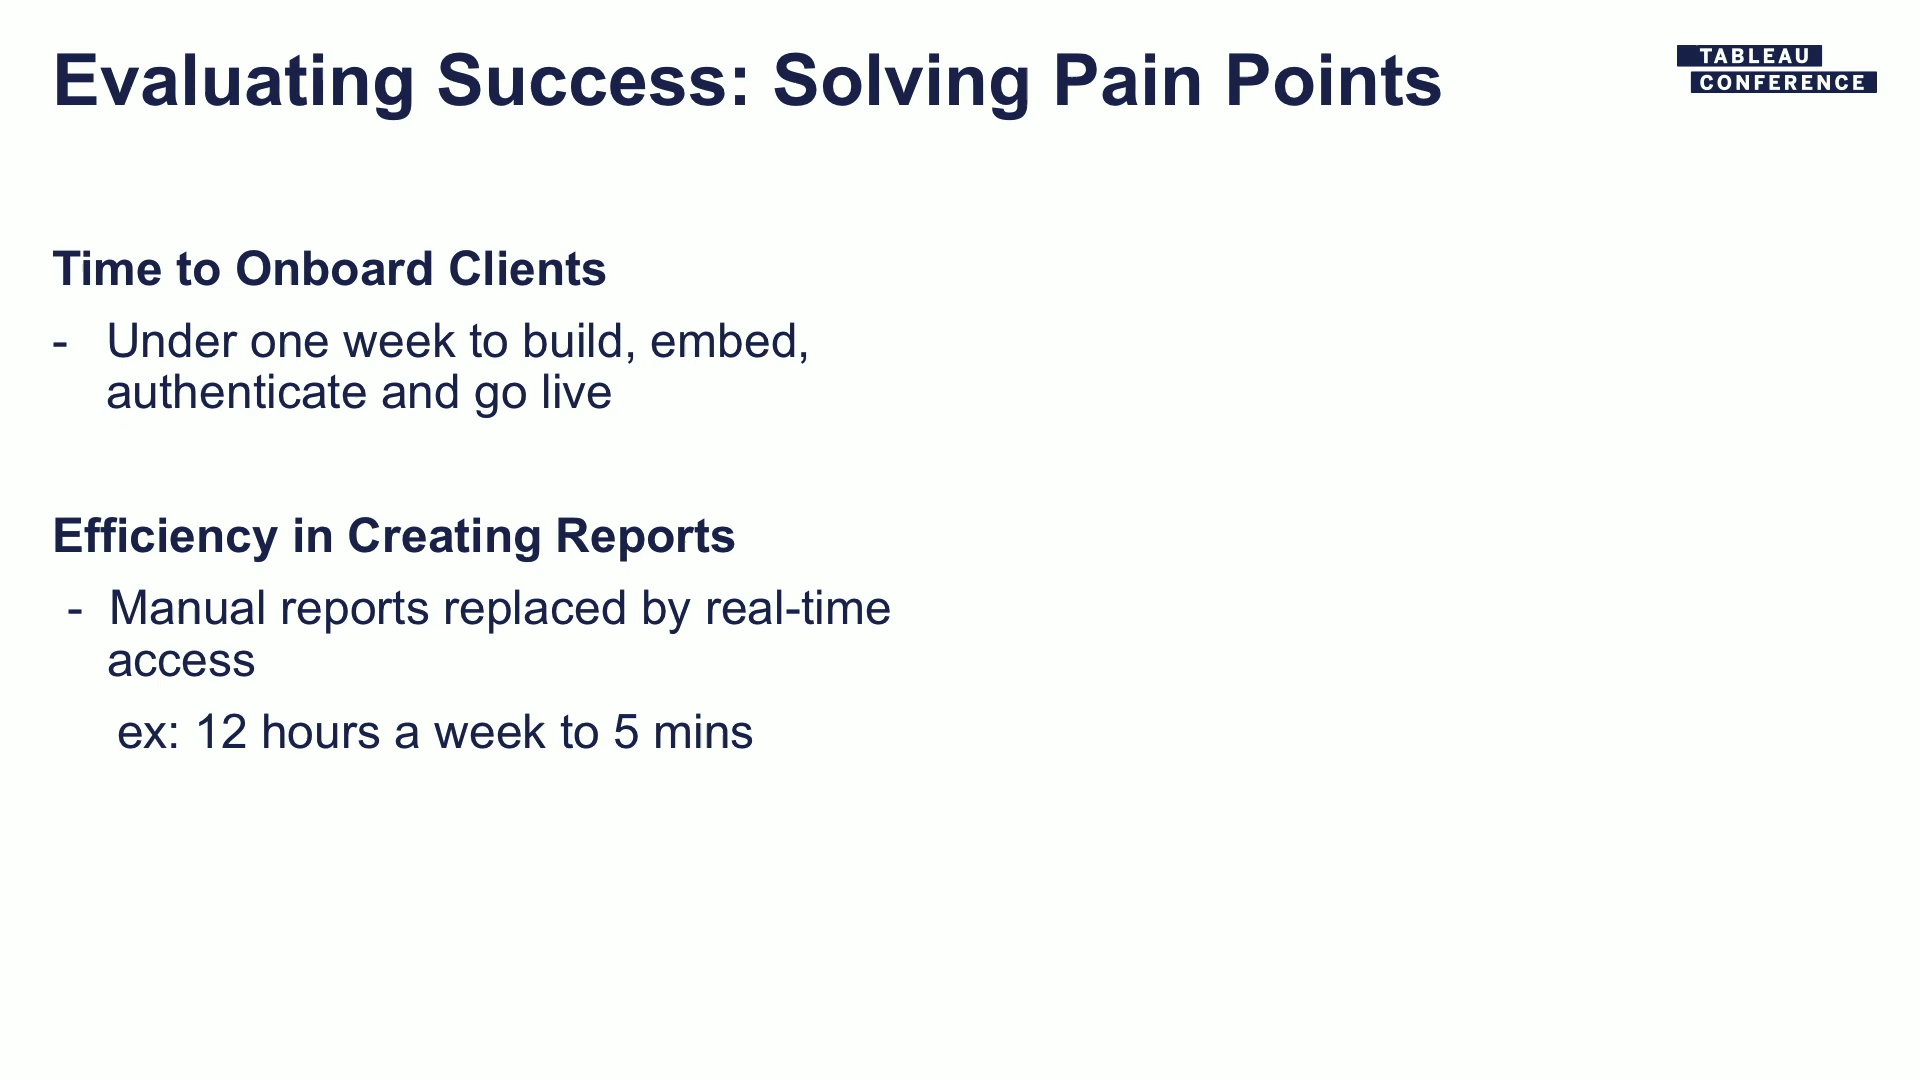 Evaluating Success: Solving Pain Points
TABLEAU
CONFERENCE
Time to Onboard Clients
- Under one week to build, embed,
authenticate and go live
Efficiency in Creating Reports
- Manual reports replaced by real-time
access
ex: 12 hours a week to 5 mins